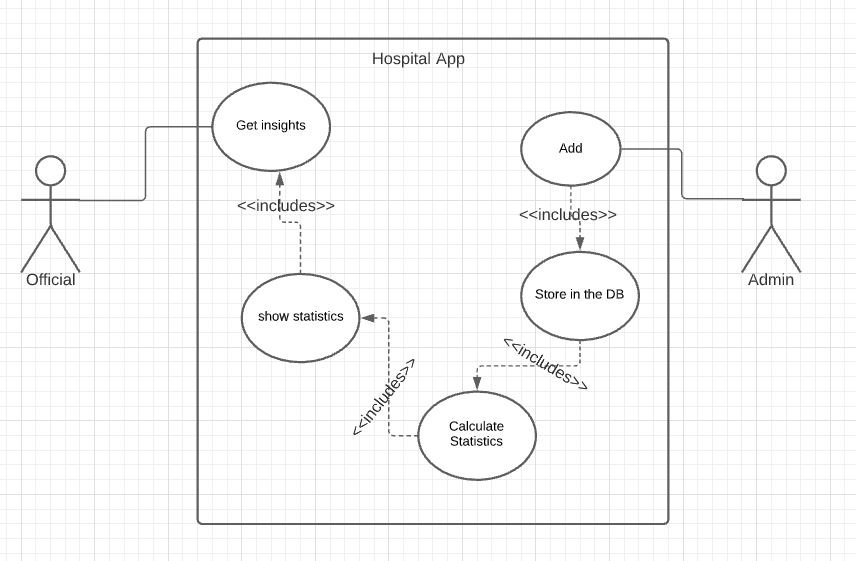 Hospital App
Get insights
Add
<<includes>>
<<includes>>
Official
Admin
Store in the DB
show statistics
<<includes>>
<<includes>>
Calculate
Statistics